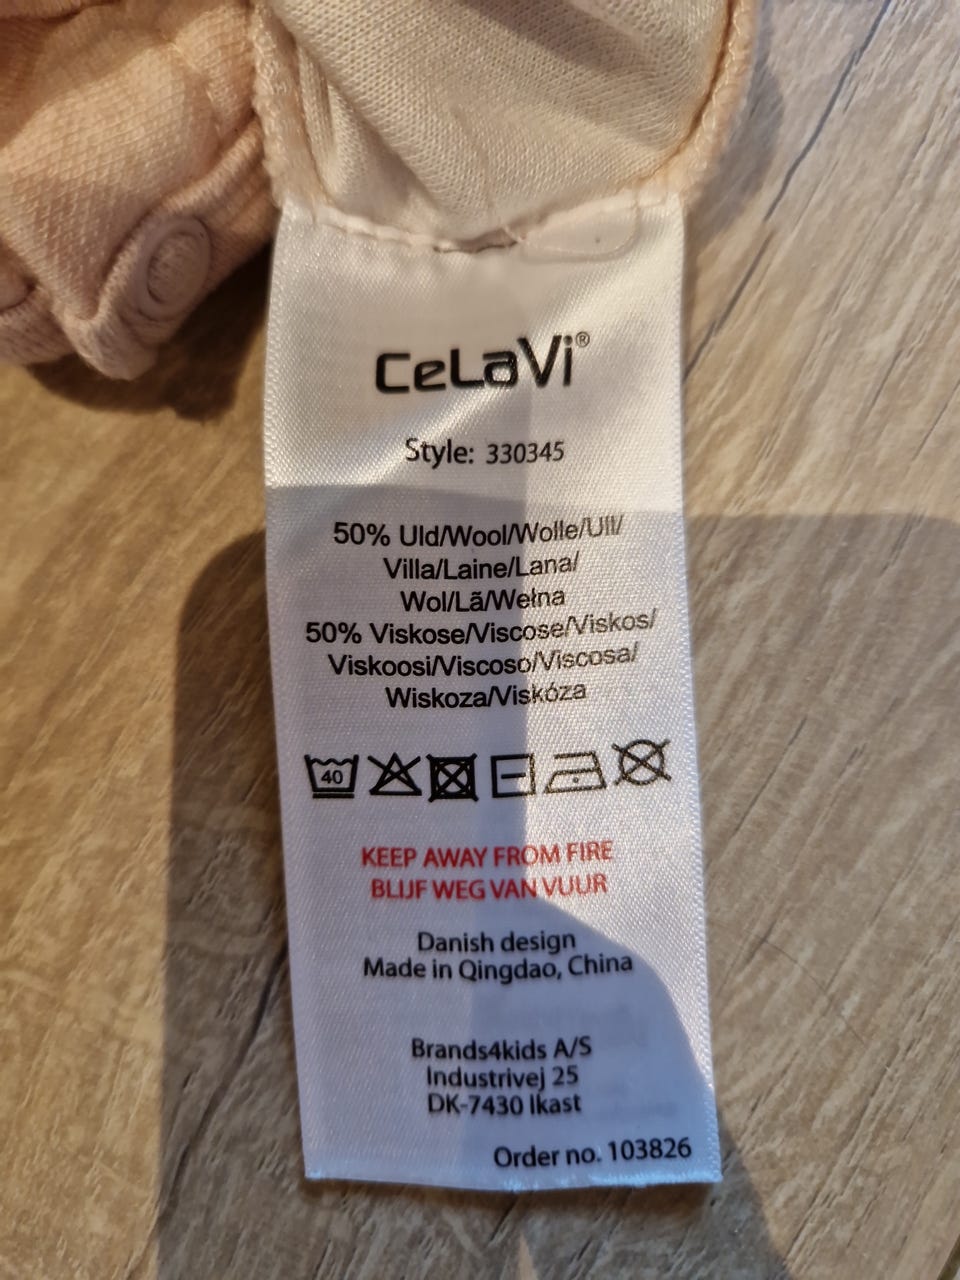 CeLaVi®
Style: 330345
50% Uld/Wool/Wolle/Ull/
Villa/Laine/Lana/
Wol/Lã/Wełna
50% Viskose/Viscose/Viskos/
Viskoosi/Viscoso/Viscosa/
Wiskoza/Viskóza
40
KEEP AWAY FROM FIRE
BLIJF WEG VAN VUUR
Danish design
Made in Qingdao, China
Brands4kids A/S
Industrivej 25
DK-7430 Ikast
Order no. 103826